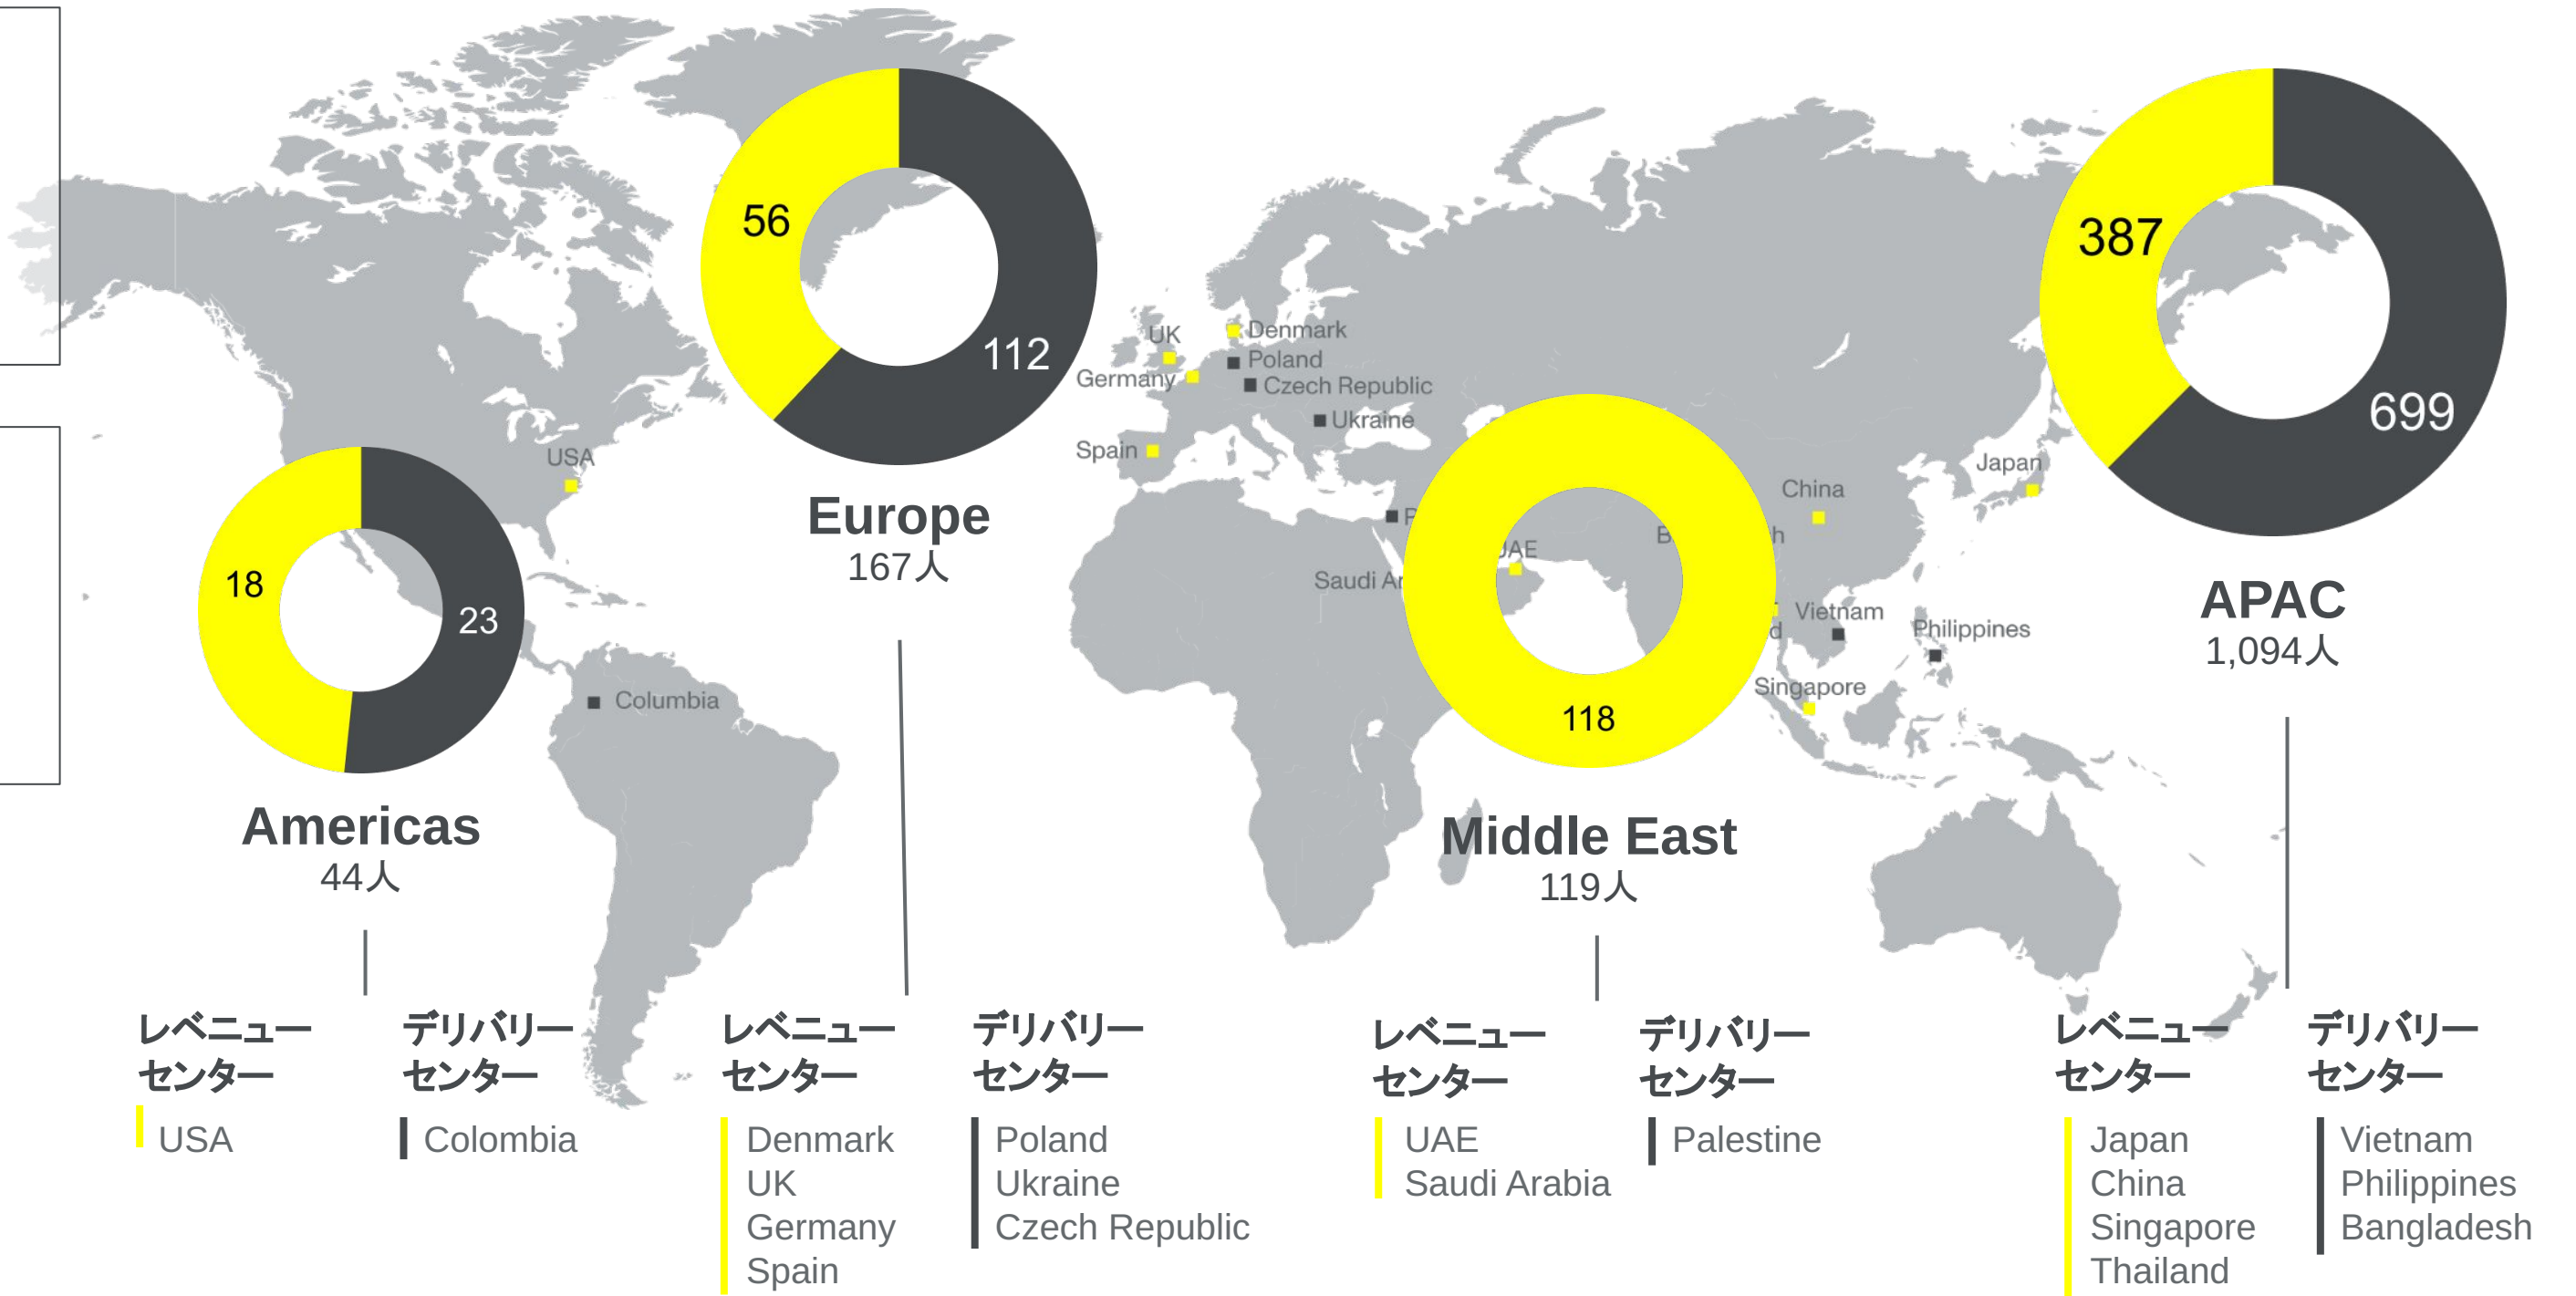 56
112
387
699
UK
Denmark
Poland
Germany
Czech Republic
Ukraine
Spain
USA
Japan
China
18
23
Europe
167人
UAE
Saudi
APAC
1,094人
Vietnam
Philippines
Columbia
Singapore
118
Americas
44人
Middle East
119人
レベニュー
センター
USA
デリバリー
センター
Colombia
レベニュー
センター
Denmark
UK
Germany
Spain
デリバリー
センター
Poland
Ukraine
Czech Republic
レベニュー
センター
UAE
Saudi Arabia
デリバリー
センター
Palestine
レベニュー
センター
Japan
China
Singapore
Thailand
デリバリー
センター
Vietnam
Philippines
Bangladesh